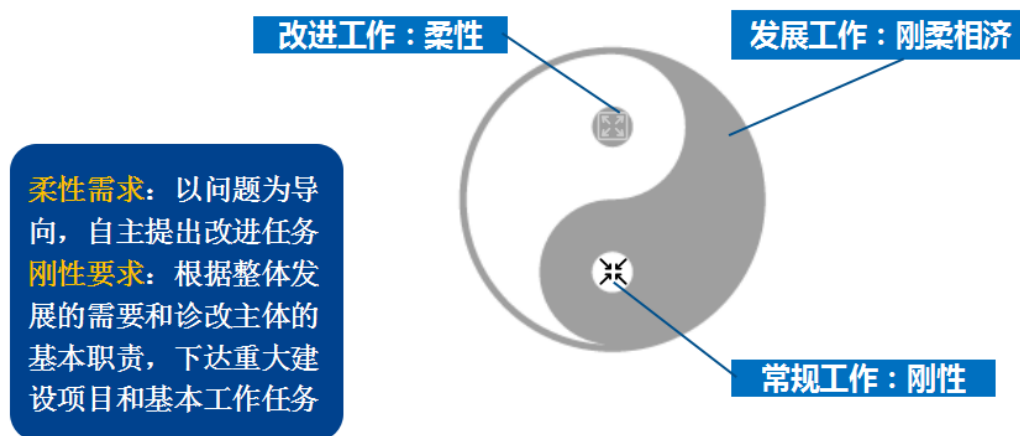 改进工作：柔性
发展工作：刚柔相济
柔性需求：以问题为导
向，自主提出改进任务
刚性要求：根据整体发
展的需要和诊改主体的
基本职责，下达重大建
设项目和基本工作任务
常规工作：刚性